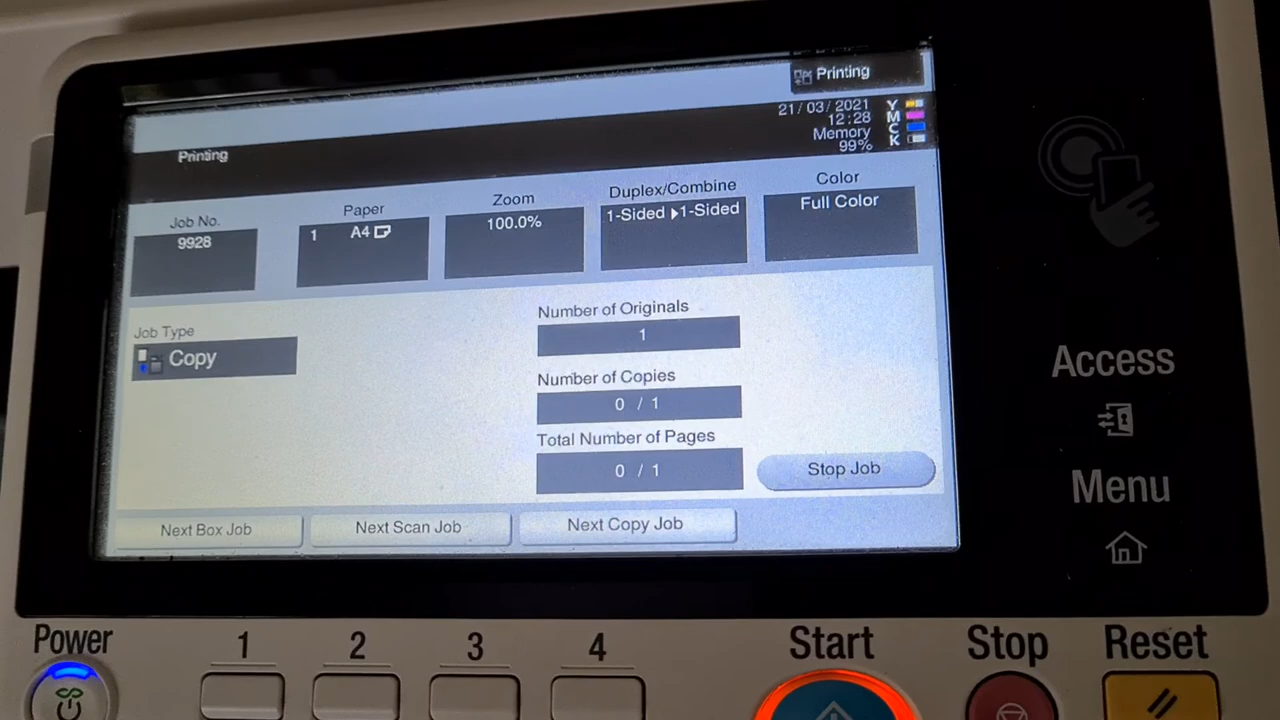 Printing
21/03/2021
12:28
Memory
99%
Y
M
C
K
Printing
Job No.
9928
Paper
1 A4
Zoom
100.0%
Duplex/Combine
1-Sided ▶1-Sided
Color
Full Color
Job Type
Copy
Number of Originals
1
Number of Copies
0 / 1
Total Number of Pages
0 / 1
Stop Job
Next Box Job
Next Scan Job
Next Copy Job
Access
Menu
Power
1
2
3
4
Start
Stop
Reset